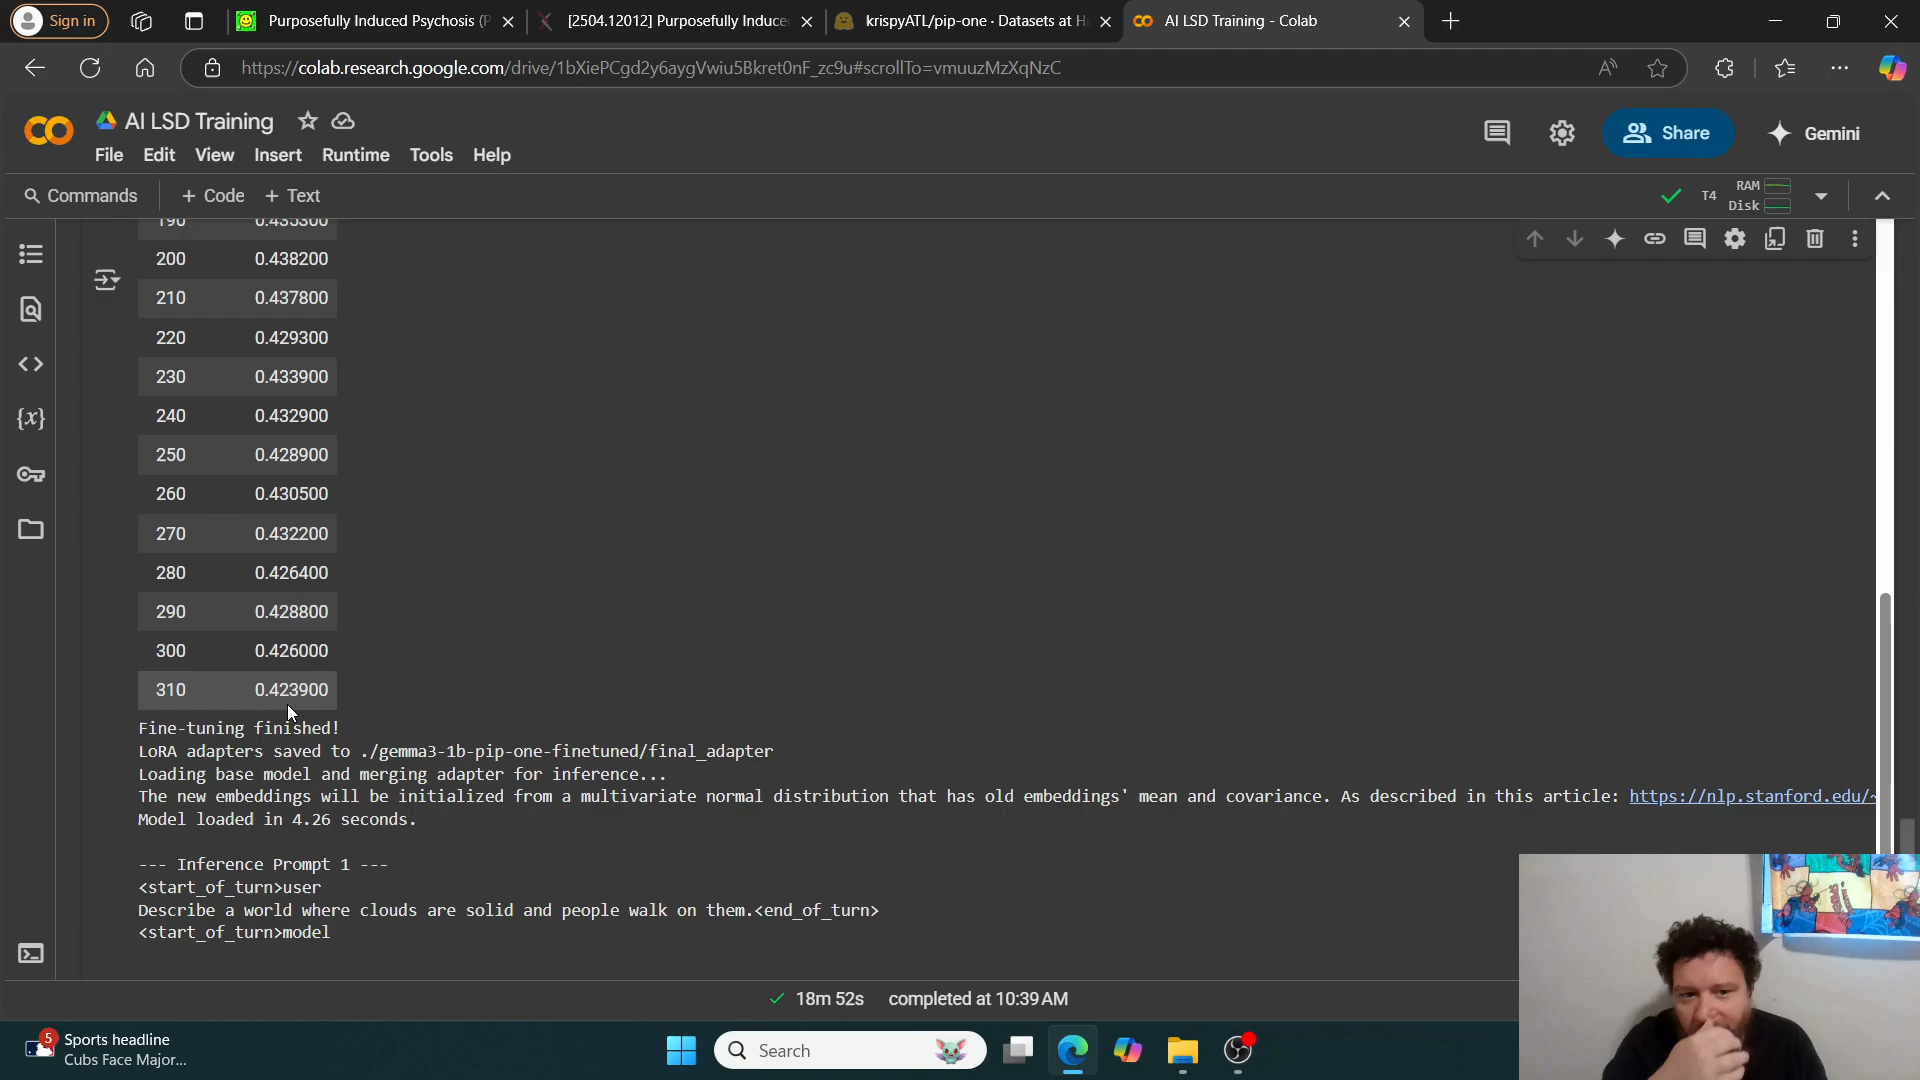 Sign in
Purposefully Induced Psychosis (P
[2504.12012] Purposefully Induce
krispyATL/pip-one · Datasets at H
AI LSD Training - Colab
https://colab.research.google.com/drive/1bXiePCgd2y6aygVwiu5Bkret0nF_zc9u#scrollTo=vmuuzMzXqNzC
AI LSD Training
File Edit View Insert Runtime Tools Help
Share
Gemini
Commands
+ Code + Text
T4
RAM
Disk
190 0.435300
200 0.438200
210 0.437800
220 0.429300
230 0.433900
240 0.432900
250 0.428900
260 0.430500
270 0.432200
280 0.426400
290 0.428800
300 0.426000
310 0.423900
Fine-tuning finished!
LoRA adapters saved to ./gemma3-1b-pip-one-finetuned/final_adapter
Loading base model and merging adapter for inference...
The new embeddings will be initialized from a multivariate normal distribution that has old embeddings' mean and covariance. As described in this article: https://nlp.stanford.edu/~
Model loaded in 4.26 seconds.
--- Inference Prompt 1 ---
<start_of_turn>user
Describe a world where clouds are solid and people walk on them.<end_of_turn>
<start_of_turn>model
18m 52s completed at 10:39 AM
5
Sports headline
Cubs Face Major...
Search